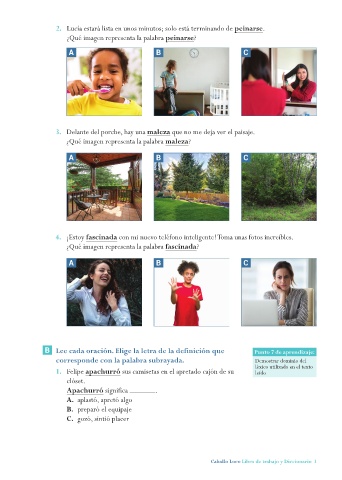 2. Lucía estará lista en unos minutos; solo está terminando de peinarse.
¿Qué imagen representa la palabra peinarse?
A B C
3. Delante del porche, hay una maleza que no me deja ver el paisaje.
¿Qué imagen representa la palabra maleza?
A B C
4. ¡Estoy fascinada con mi nuevo teléfono inteligente! Toma unas fotos increíbles.
¿Qué imagen representa la palabra fascinada?
A B C
B Lee cada oración. Elige la letra de la definición que
corresponde con la palabra subrayada.
1. Felipe apachurró sus camisetas en el apretado cajón de su
clóset.
Apachurró significa ________.
A. aplastó, apretó algo
B. preparó el equipaje
C. gozó, sintió placer
Punto 7 de aprendizaje
Demostrar dominio del
léxico utilizado en el texto
leído
Caballo Loco: Libro de trabajo y Diccionario